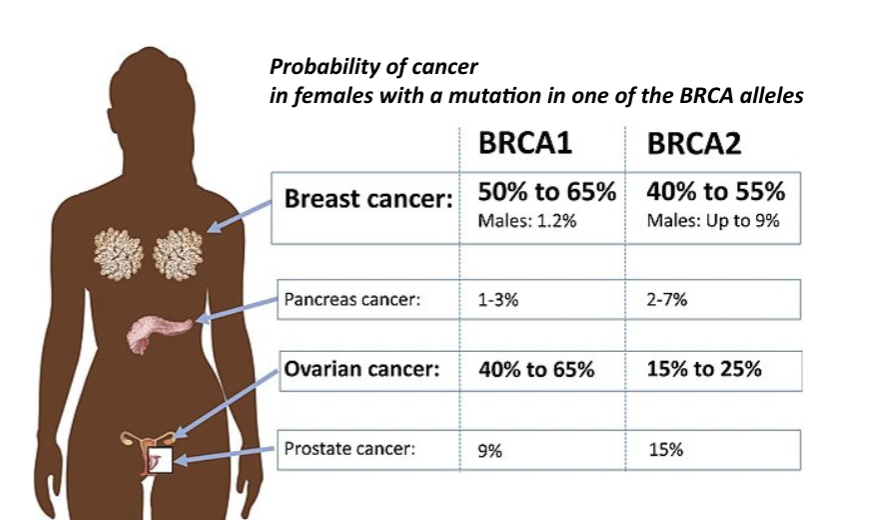 Probability of cancer
in females with a mutation in one of the BRCA alleles
BRCA1 BRCA2
Breast cancer: 50% to 65% 40% to 55%
Males: 1.2% Males: Up to 9%
Pancreas cancer: 1-3% 2-7%
Ovarian cancer: 40% to 65% 15% to 25%
Prostate cancer: 9% 15%